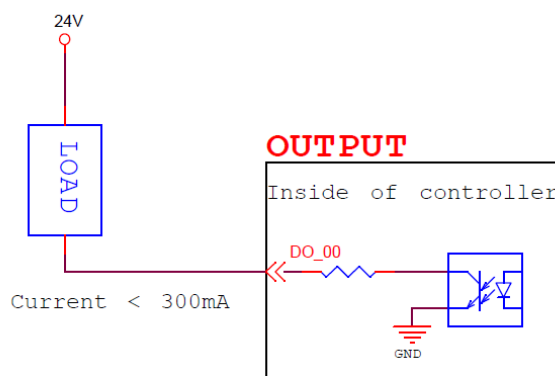 24V
LOAD
OUTPUT
Inside of controller
DO_00
Current < 300mA
GND